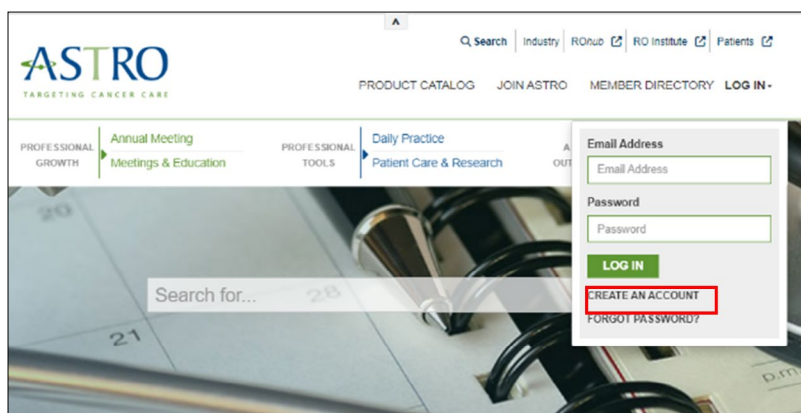 ^
Search Industry ROhub RO Institute Patients
ASTRO
TARGETING CANCER CARE
PRODUCT CATALOG JOIN ASTRO MEMBER DIRECTORY LOG IN
PROFESSIONAL GROWTH
Annual Meeting
Meetings & Education
PROFESSIONAL TOOLS
Daily Practice
Patient Care & Research
A
OUT
Email Address
Email Address
Password
Password
LOG IN
CREATE AN ACCOUNT
FORGOT PASSWORD?
Search for...
20
28
21
p.m